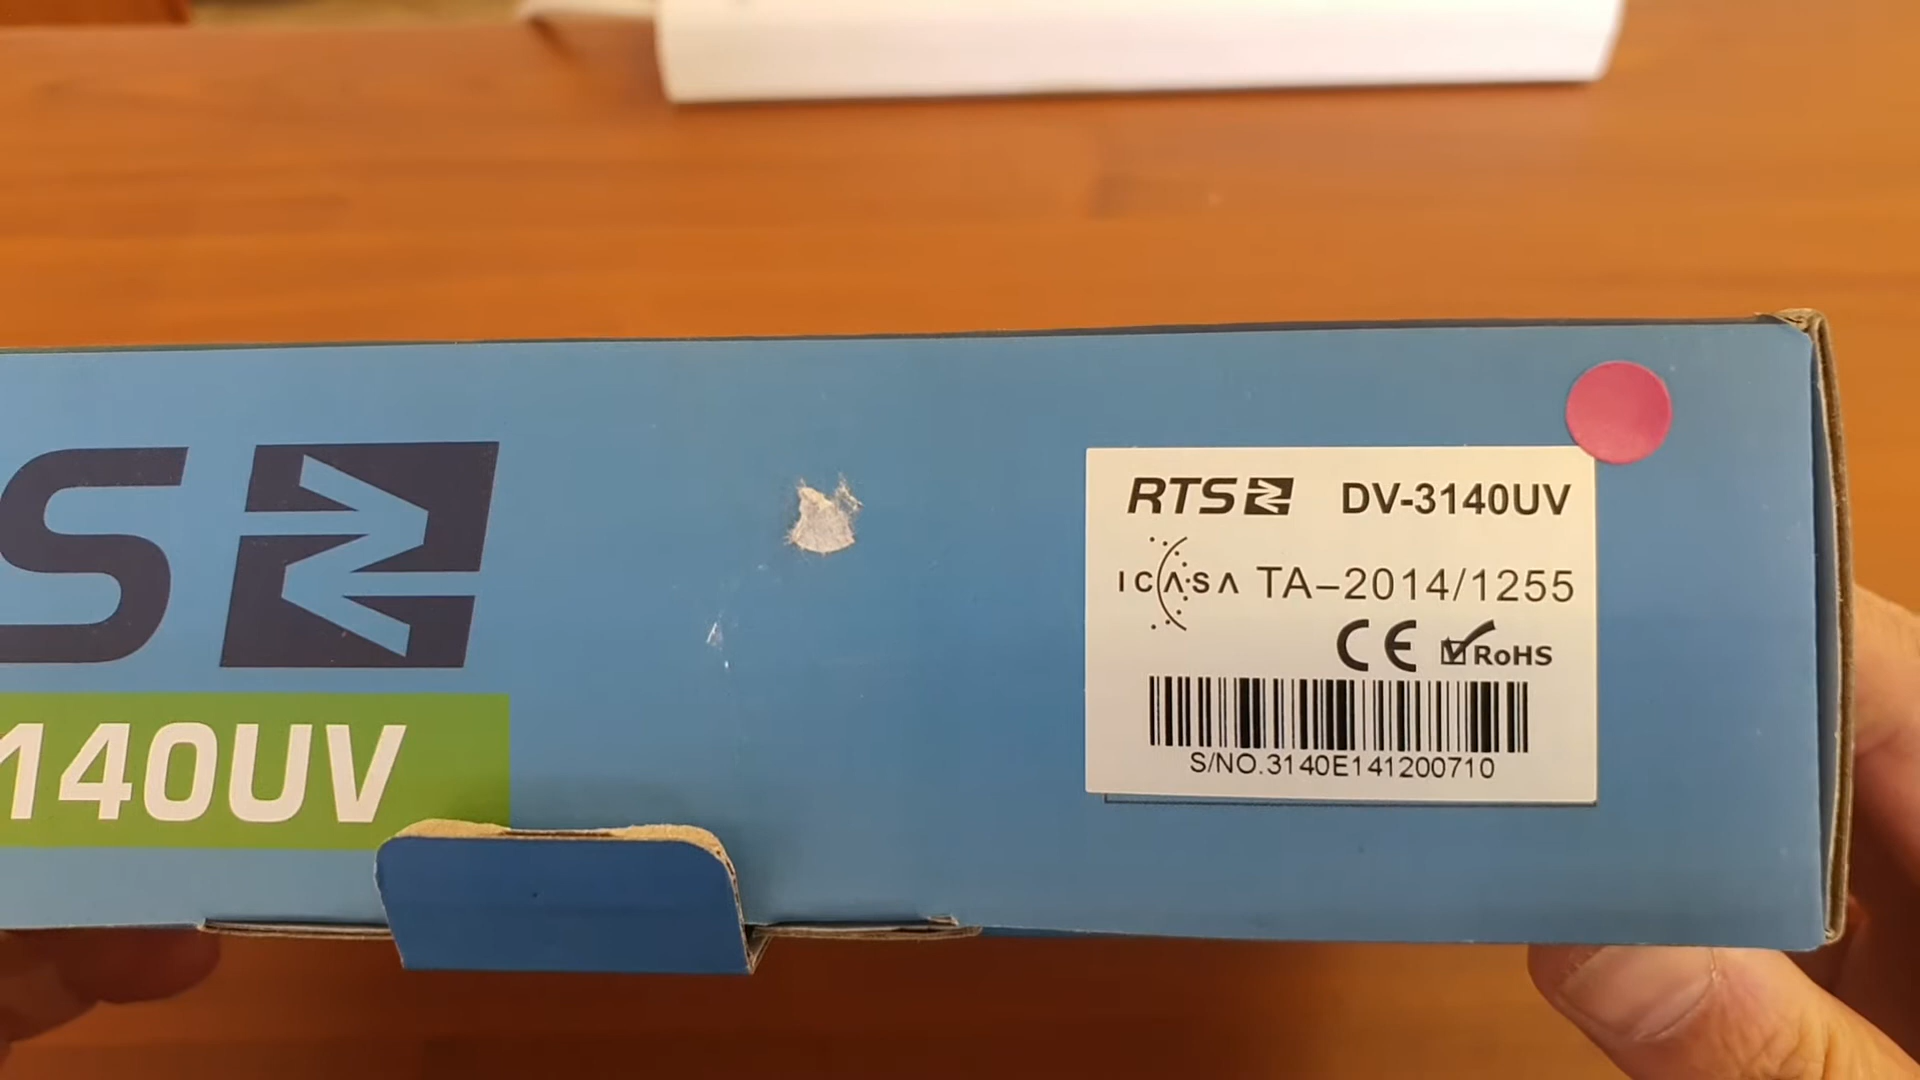 S
140UV
RTS DV-3140UV
ICASA TA-2014/1255
CE RoHS
S/NO.3140E141200710